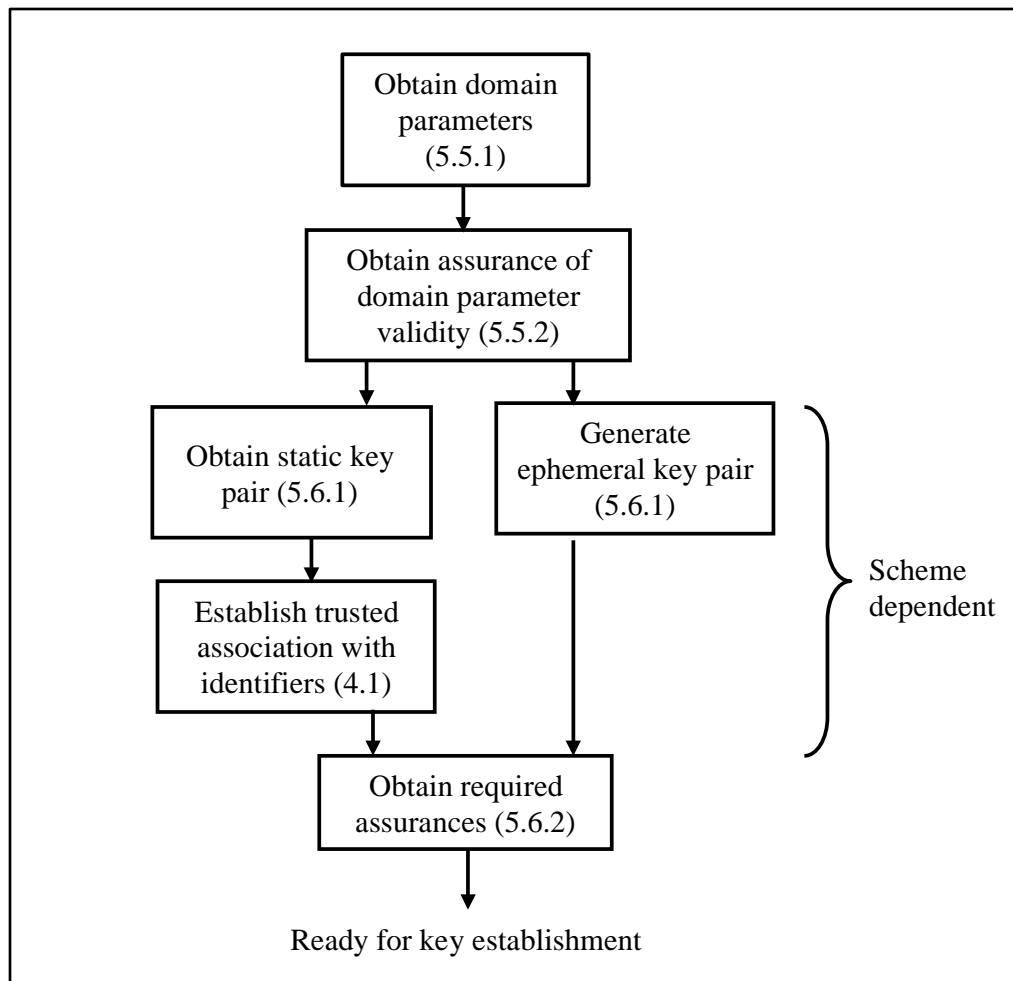 Obtain domain
parameters
(5.5.1)
Obtain assurance of
domain parameter
validity (5.5.2)
Obtain static key
pair (5.6.1)
Generate
ephemeral key pair
(5.6.1)
Establish trusted
association with
identifiers (4.1)
Scheme
dependent
Obtain required
assurances (5.6.2)
Ready for key establishment